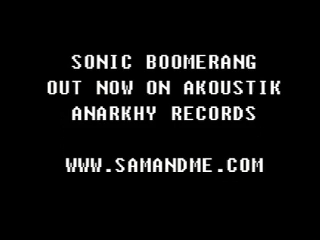 SONIC BOOMERANG
OUT NOW ON AKOUSTIK
ANARKHY RECORDS
WWW.SAMANDME.COM